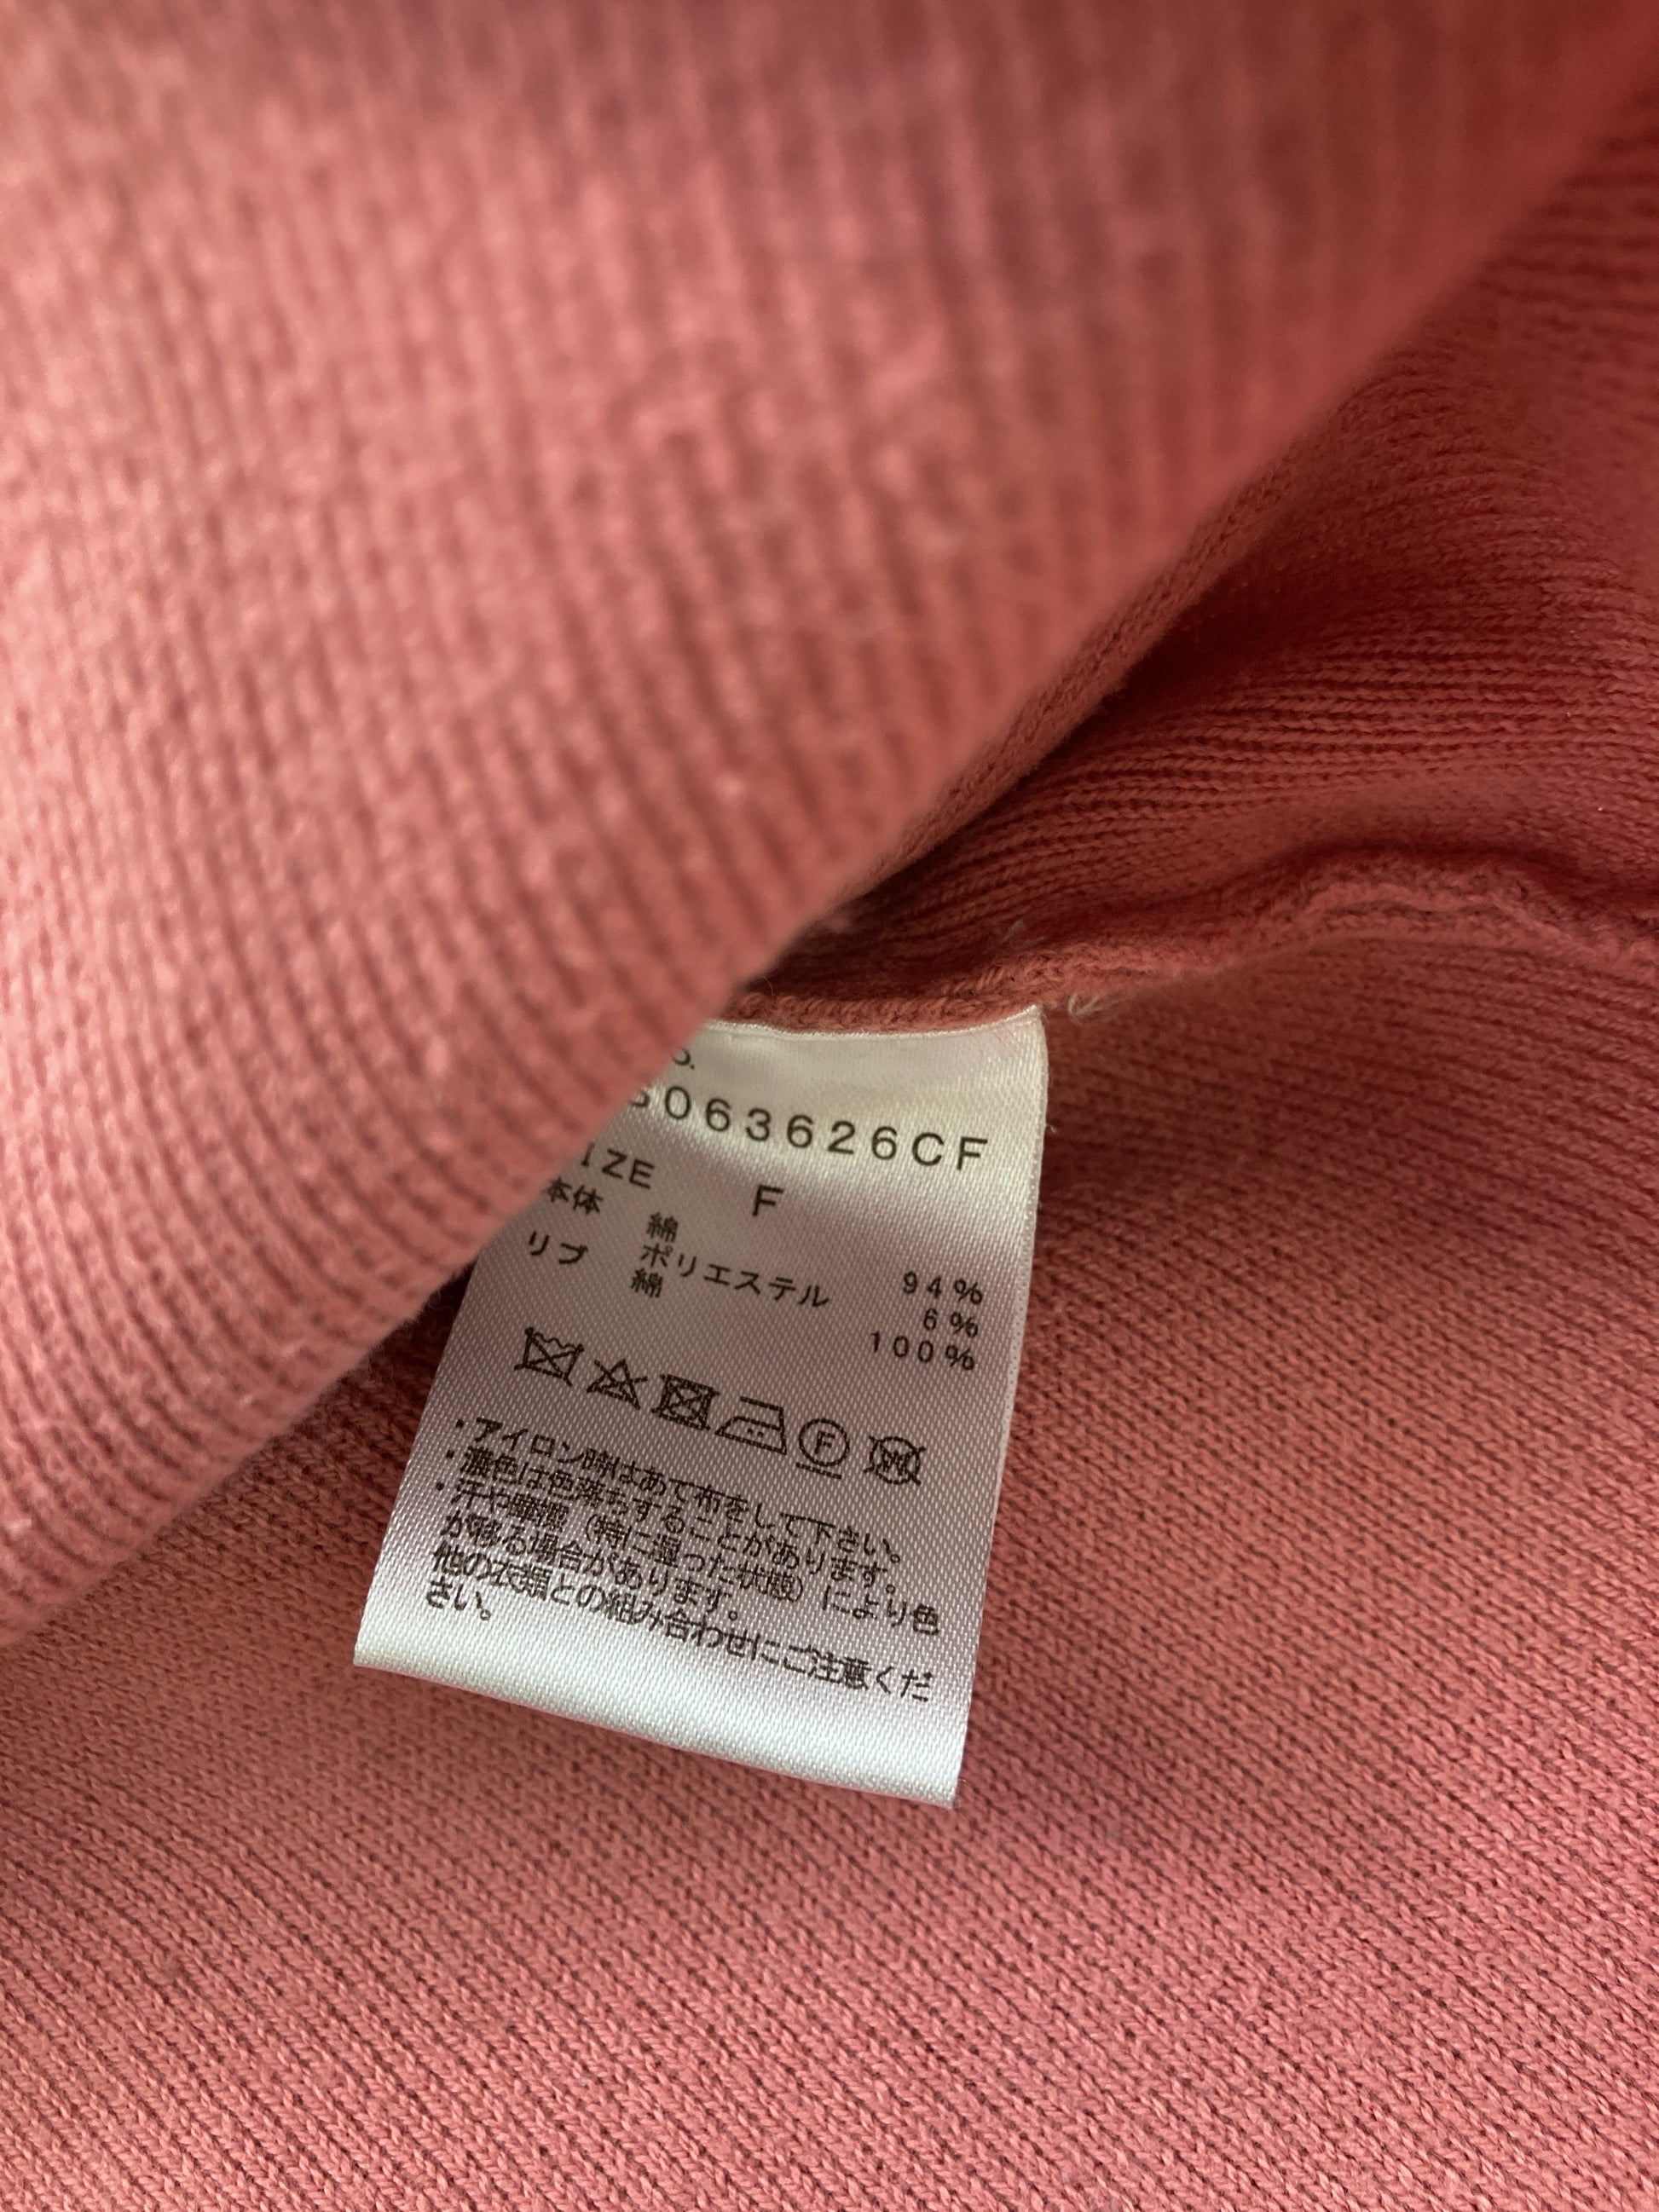 063626CF
SIZE F
本体 綿 94%
ポリエステル 6%
リブ 綿 100%
F
W
・アイロン時はあて布をして下さい。
・濃色は色落ちすることがあります。
・汗や摩擦（特に湿った状態）により色
が移る場合があります。
他の衣類との組み合わせにご注意くだ
さい。